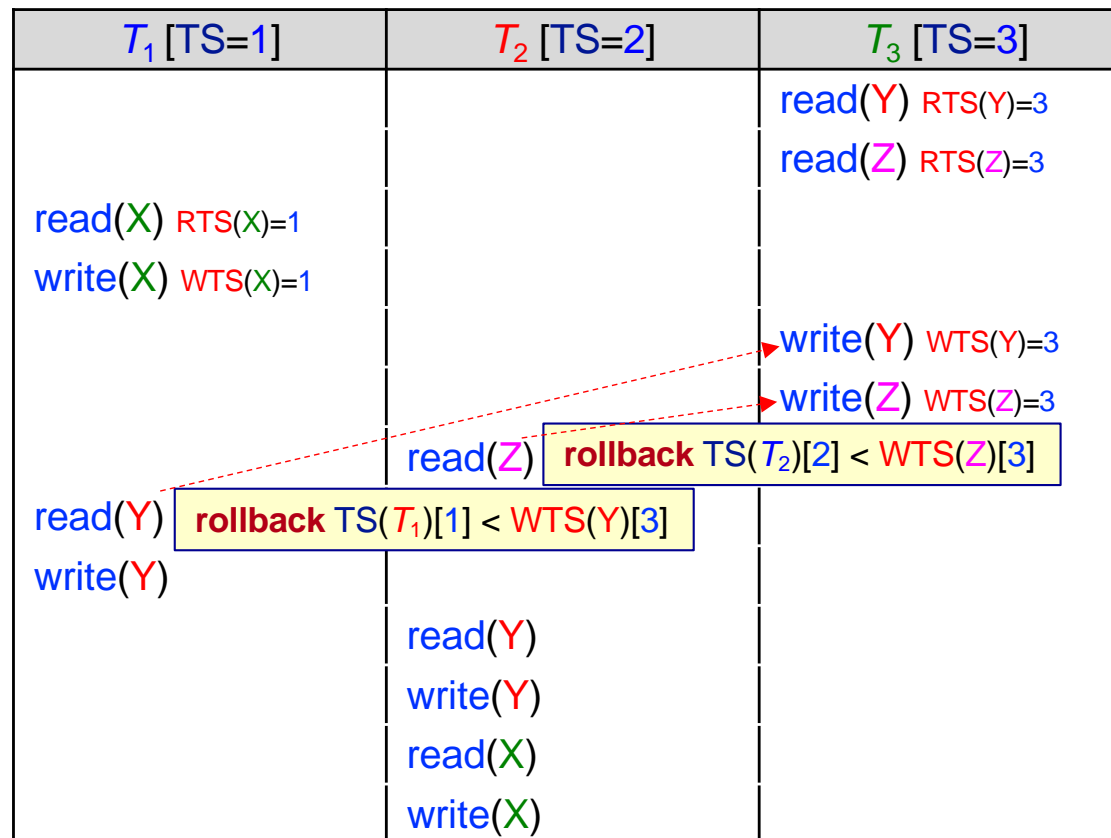 T1 [TS=1] T2 [TS=2] T3 [TS=3]
read(Y) RTS(Y)=3
read(Z) RTS(Z)=3
read(X) RTS(X)=1
write(X) WTS(X)=1
write(Y) WTS(Y)=3
write(Z) WTS(Z)=3
read(Z) rollback TS(T2)[2] < WTS(Z)[3]
read(Y) rollback TS(T1)[1] < WTS(Y)[3]
write(Y)
read(Y)
write(Y)
read(X)
write(X)